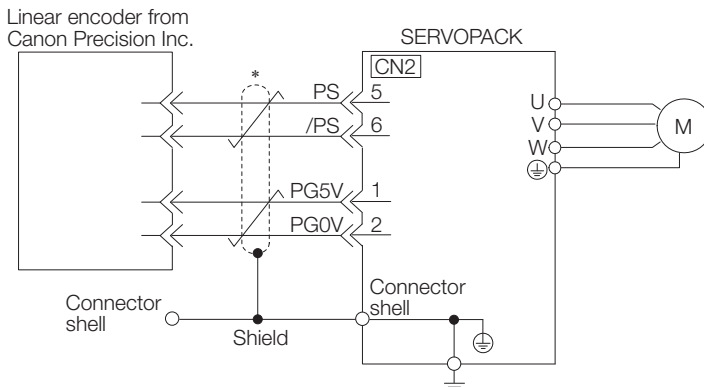 Linear encoder from
Canon Precision Inc.
SERVOPACK
CN2
*
PS 5
/PS 6
PG5V 1
PG0V 2
U
V
W
M
Connector
shell
Connector
shell
Shield